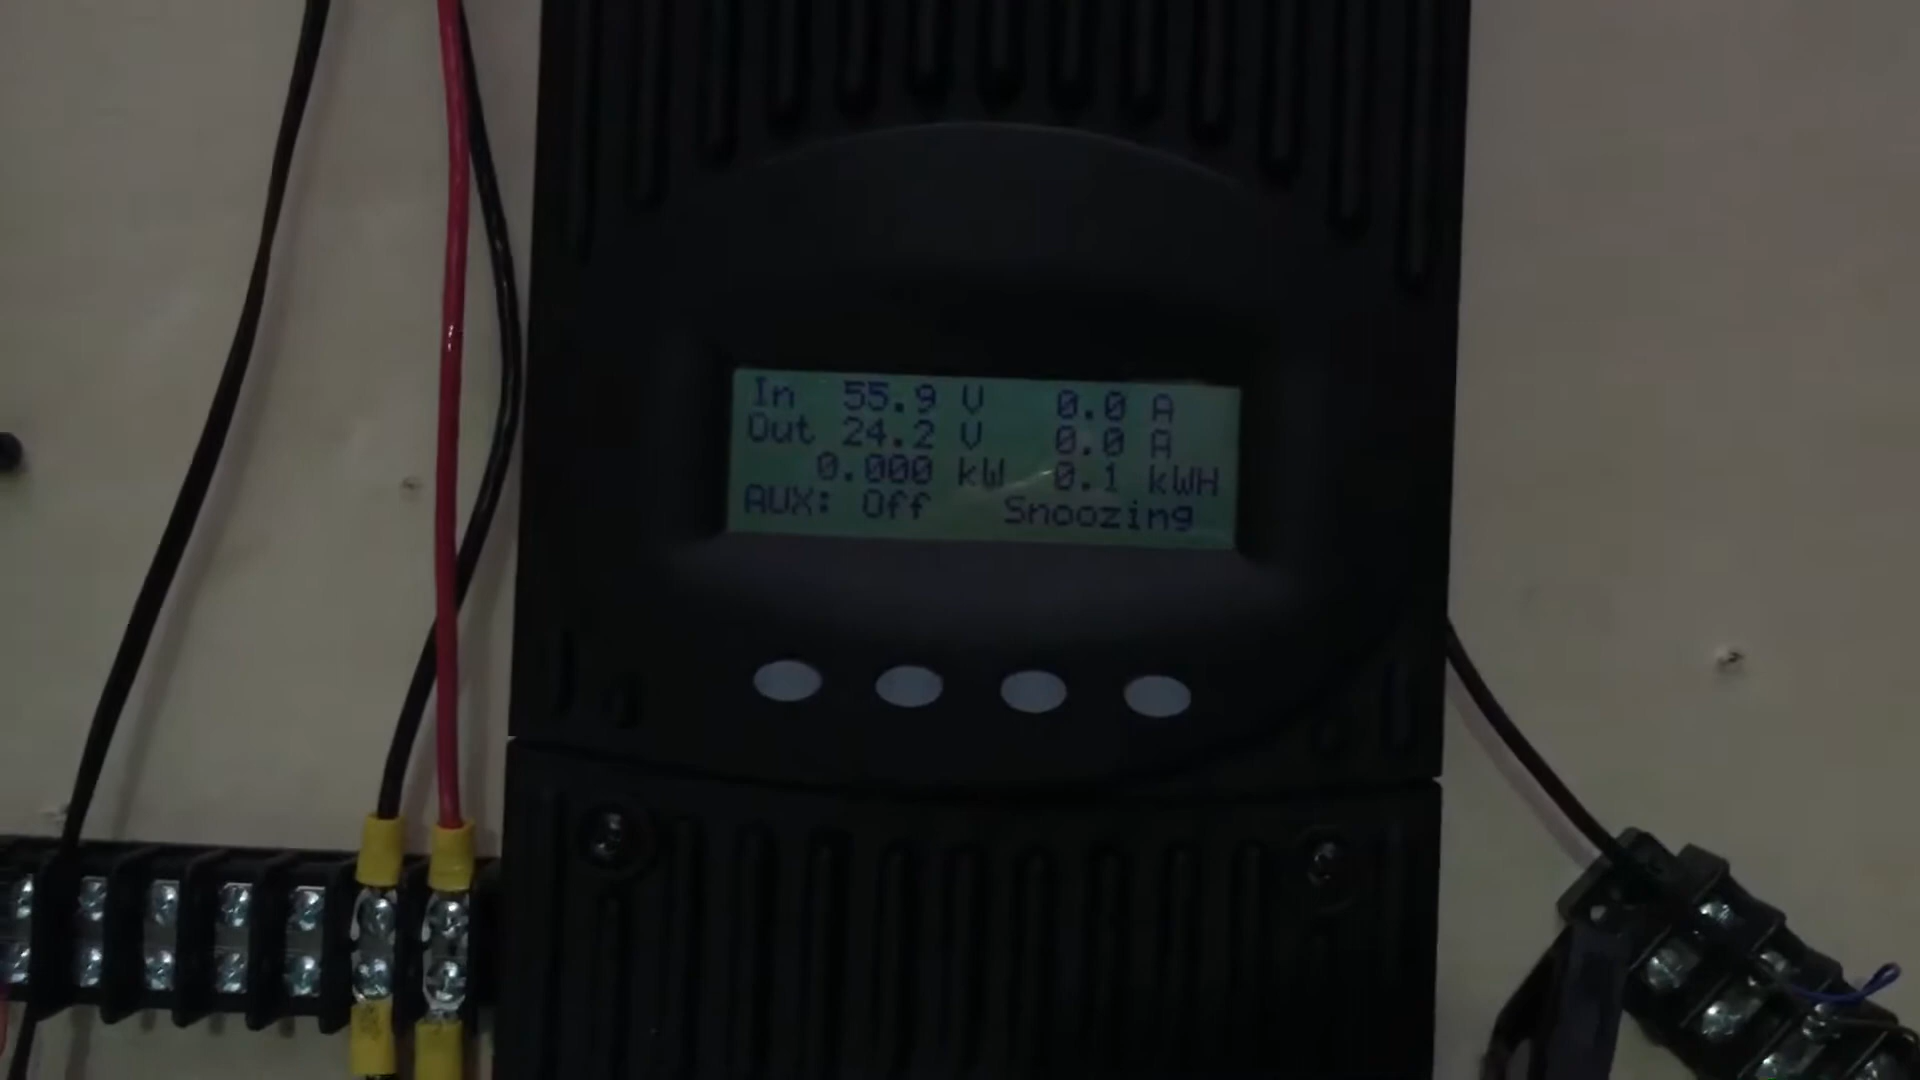 In 55.9 V 0.0 A
Out 24.2 V 0.0 A
0.000 kW 0.1 kWH
AUX: Off Snoozing